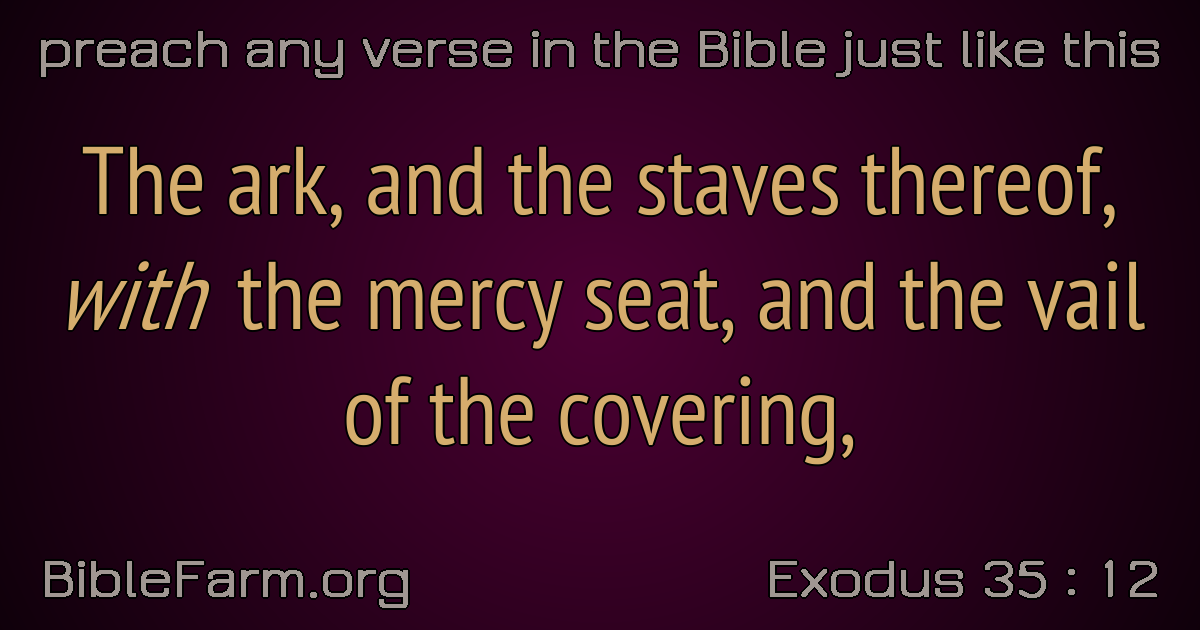 preach any verse in the Bible just like this
The ark, and the staves thereof,
with the mercy seat, and the vail
of the covering,
BibleFarm.org
Exodus 35 : 12